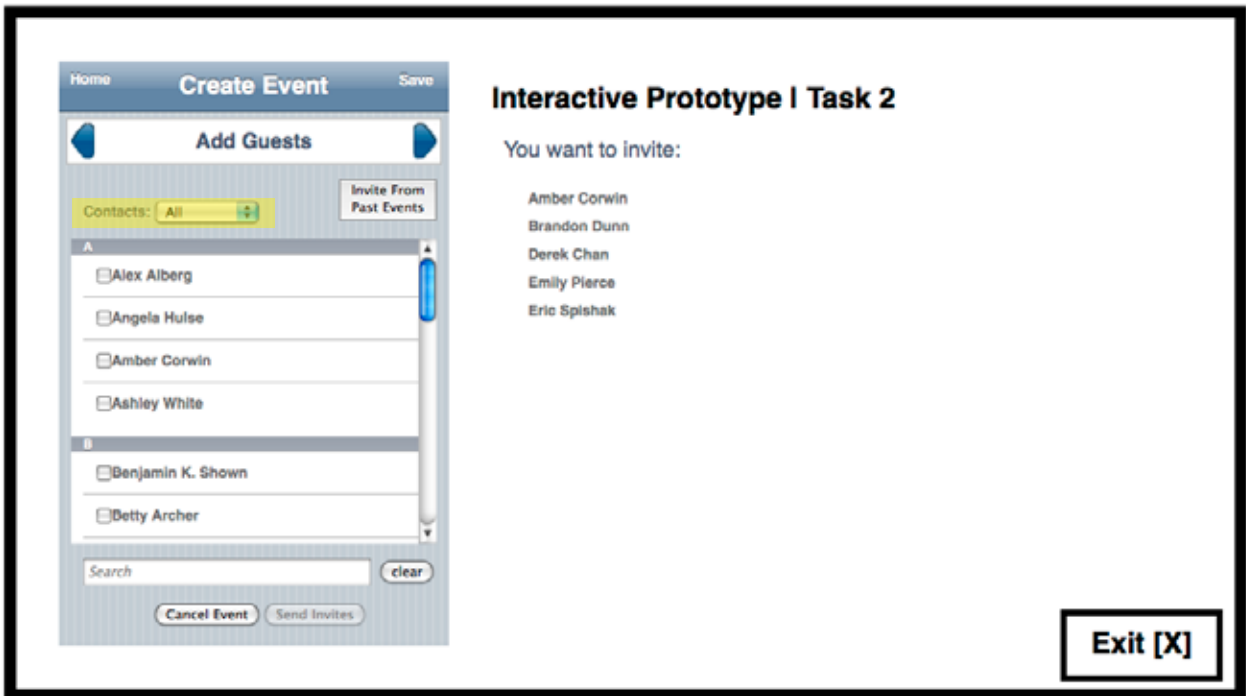 Home Create Event Save
Add Guests
Invite From
Past Events
Contacts: All
A
Alex Alberg
Angela Hulse
Amber Corwin
Ashley White
B
Benjamin K. Shown
Betty Archer
Search clear
Cancel Event Send Invites
Interactive Prototype | Task 2
You want to invite:
Amber Corwin
Brandon Dunn
Derek Chan
Emily Pierce
Eric Spishak
Exit [X]